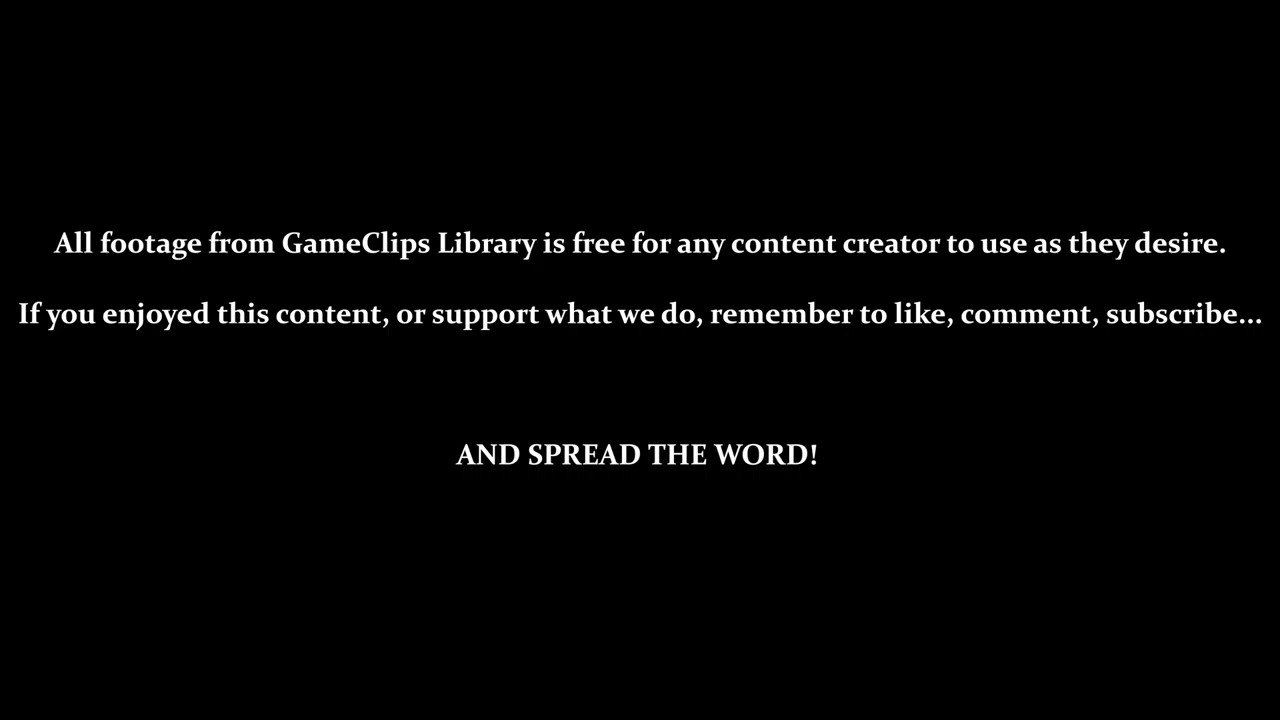 All footage from GameClips Library is free for any content creator to use as they desire.
If you enjoyed this content, or support what we do, remember to like, comment, subscribe...
AND SPREAD THE WORD!